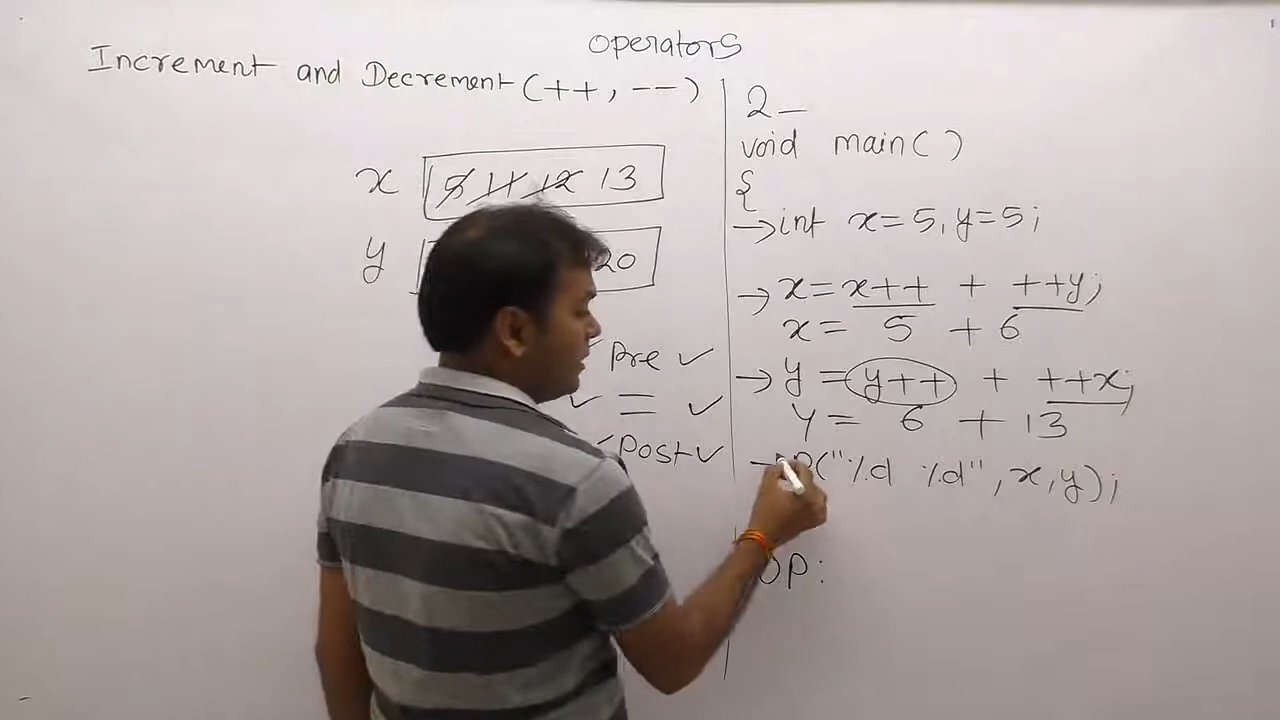 operators
Increment and Decrement (++, --)
x 5 11 12 13
y 20
Pre ✓
✓ = ✓
Post ✓
2_
void main( )
{
→int x=5, y=5;
→ x=x++ + ++y;
x= 5 + 6
→ y=y++ + ++x;
y= 6 + 13
("%d %d", x,y);
OP: